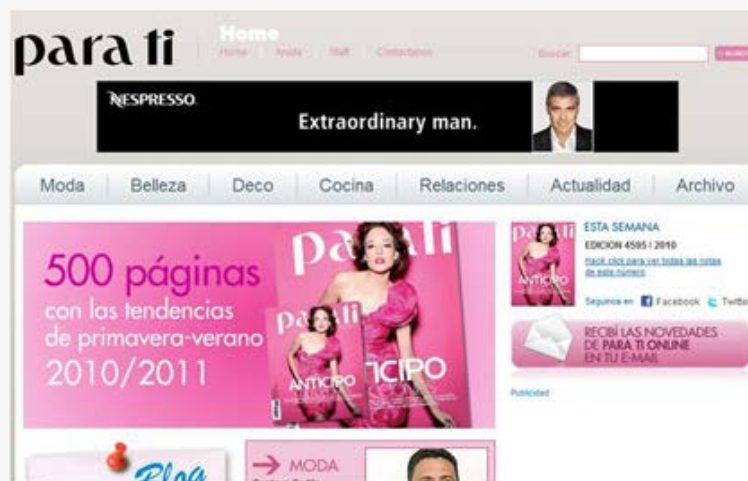 para ti
Home
Home Ayuda Staff Contactanos
Buscar:
NESPRESSO.
Extraordinary man.
Moda Belleza Deco Cocina Relaciones Actualidad Archivo
500 páginas
con las tendencias
de primavera-verano
2010/2011
para ti
para ti
ANTICIPO
ANTICIPO
para ti
ANTICIPO
ESTA SEMANA
EDICION 4595 | 2010
Hacé click para ver todas las notas
de este número
Seguinos en Facebook Twitte
RECIBÍ LAS NOVEDADES
DE PARA TI ONLINE
EN TU E-MAIL
Publicidad
Blog
MODA